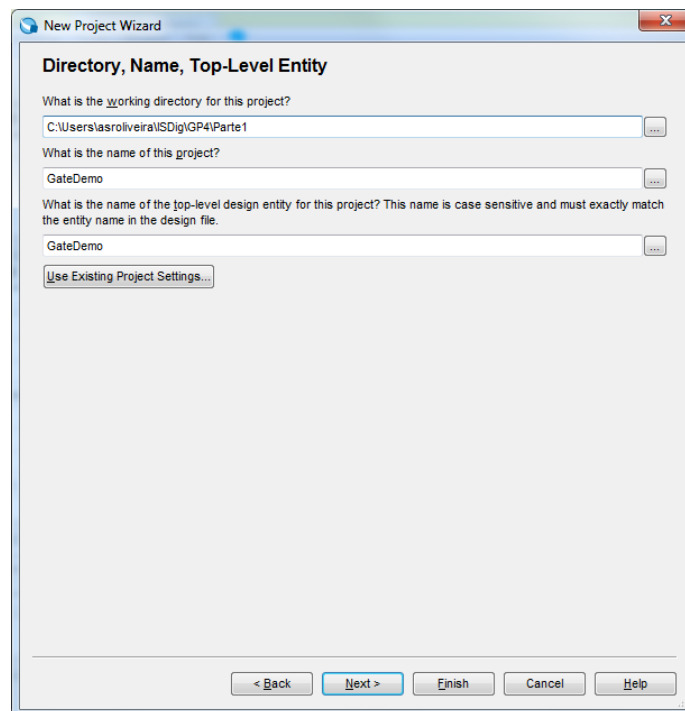 New Project Wizard
Directory, Name, Top-Level Entity
What is the working directory for this project?
C:\Users\asroliveira\ISDig\GP4\Parte1
...
What is the name of this project?
GateDemo
...
What is the name of the top-level design entity for this project? This name is case sensitive and must exactly match
the entity name in the design file.
GateDemo
...
Use Existing Project Settings...
< Back Next > Finish Cancel Help